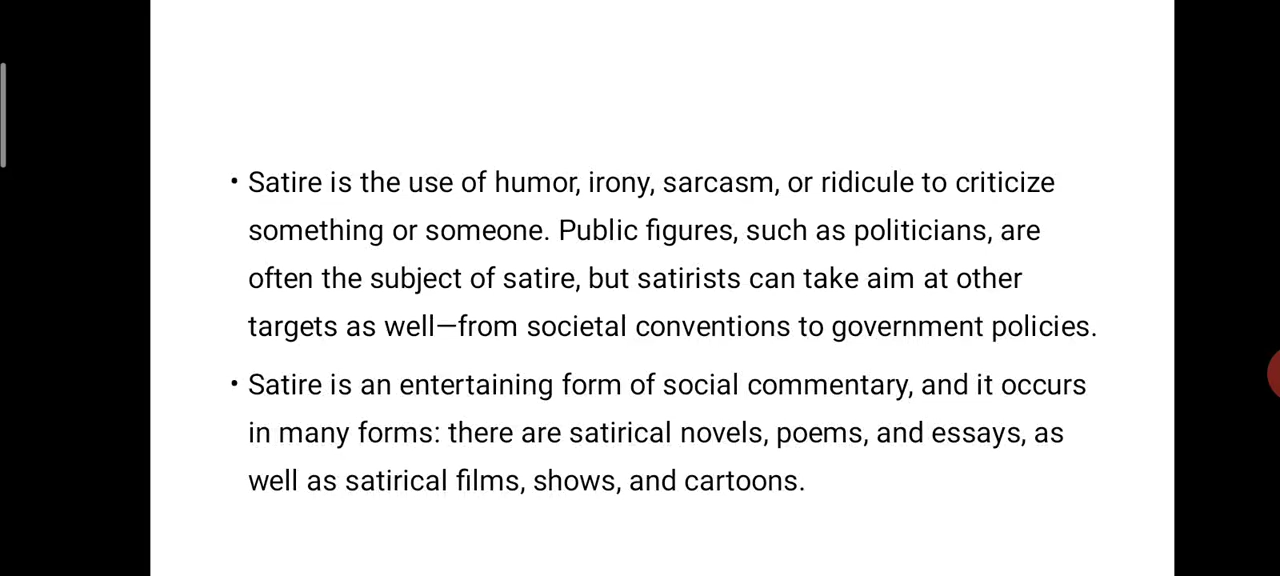 • Satire is the use of humor, irony, sarcasm, or ridicule to criticize
something or someone. Public figures, such as politicians, are
often the subject of satire, but satirists can take aim at other
targets as well—from societal conventions to government policies.
• Satire is an entertaining form of social commentary, and it occurs
in many forms: there are satirical novels, poems, and essays, as
well as satirical films, shows, and cartoons.